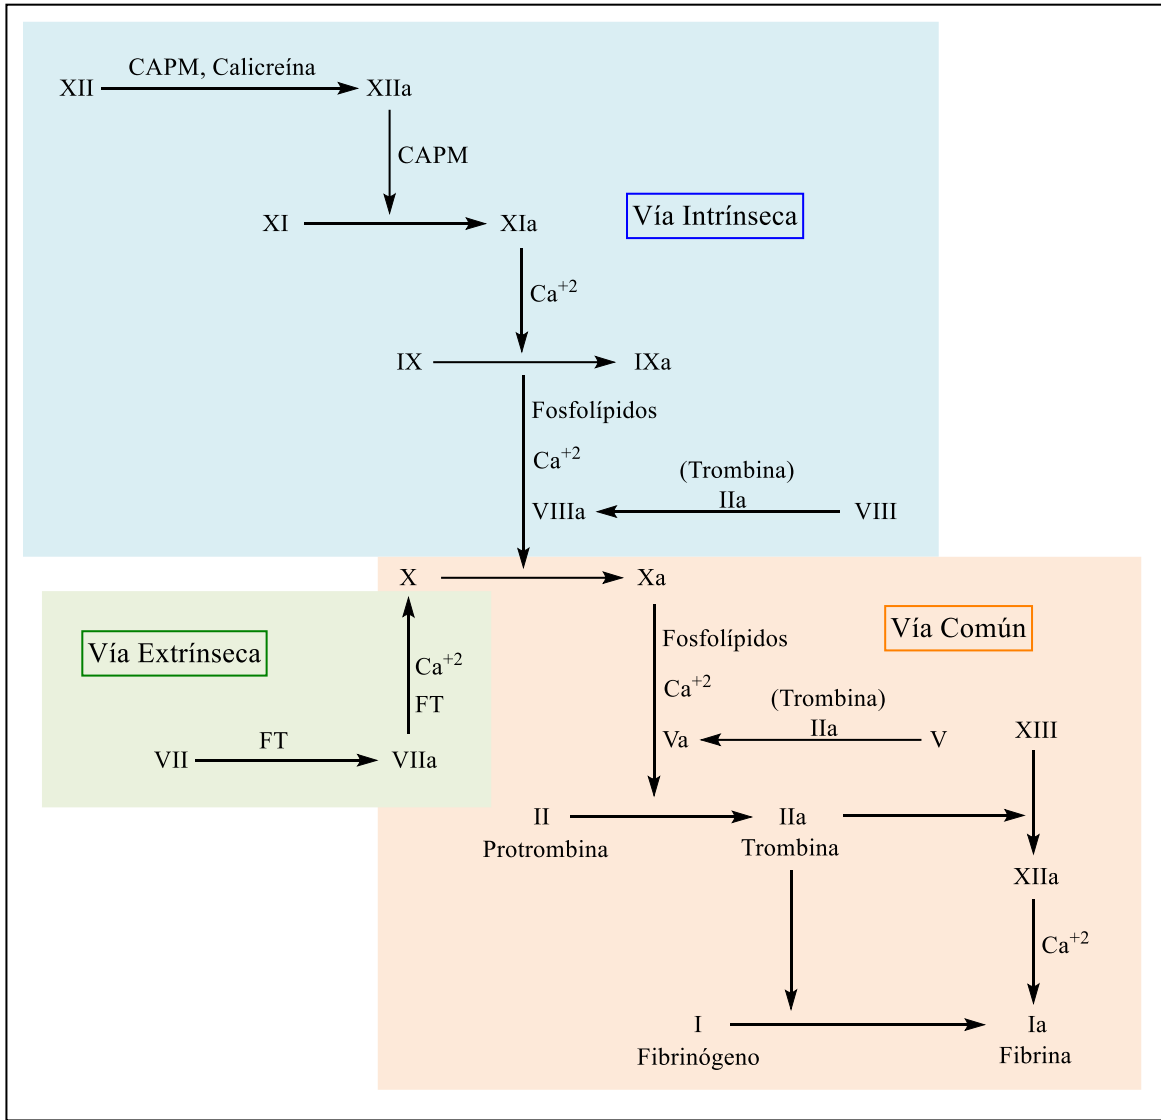 CAPM, Calicreína
XII
XIIa
CAPM
Vía Intrínseca
XI
XIa
Ca+2
IX
IXa
Fosfolípidos
Ca+2
(Trombina)
IIa
VIIIa
VIII
X
Xa
Vía Extrínseca
Vía Común
Fosfolípidos
Ca+2
Ca+2
FT
(Trombina)
IIa
Va
V
XIII
FT
VII
VIIa
II
IIa
Protrombina
Trombina
XIIa
Ca+2
I
Ia
Fibrinógeno
Fibrina